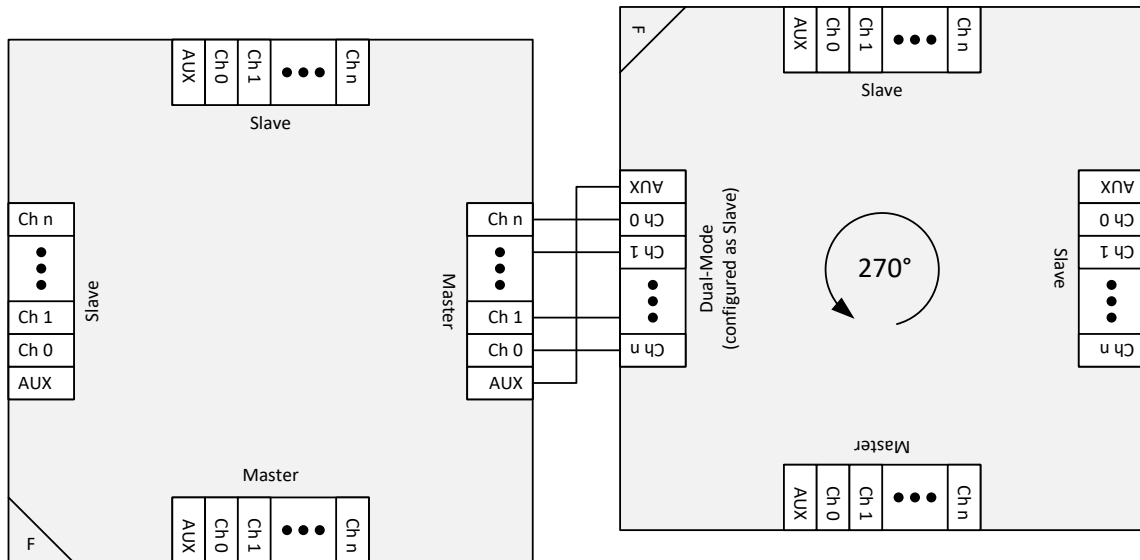 AUX
Ch 0
Ch 1
Ch n
Slave
Ch n
Ch 1
Ch 0
AUX
Slave
Ch n
Ch 1
Ch 0
AUX
Master
Master
AUX
Ch 0
Ch 1
Ch n
F
F
AUX
Ch 0
Ch 1
Ch n
Slave
AUX
Ch 0
Ch 1
Ch n
Dual-Mode
(configured as Slave)
270°
Slave
AUX
Ch 0
Ch 1
Ch n
Master
AUX
Ch 0
Ch 1
Ch n